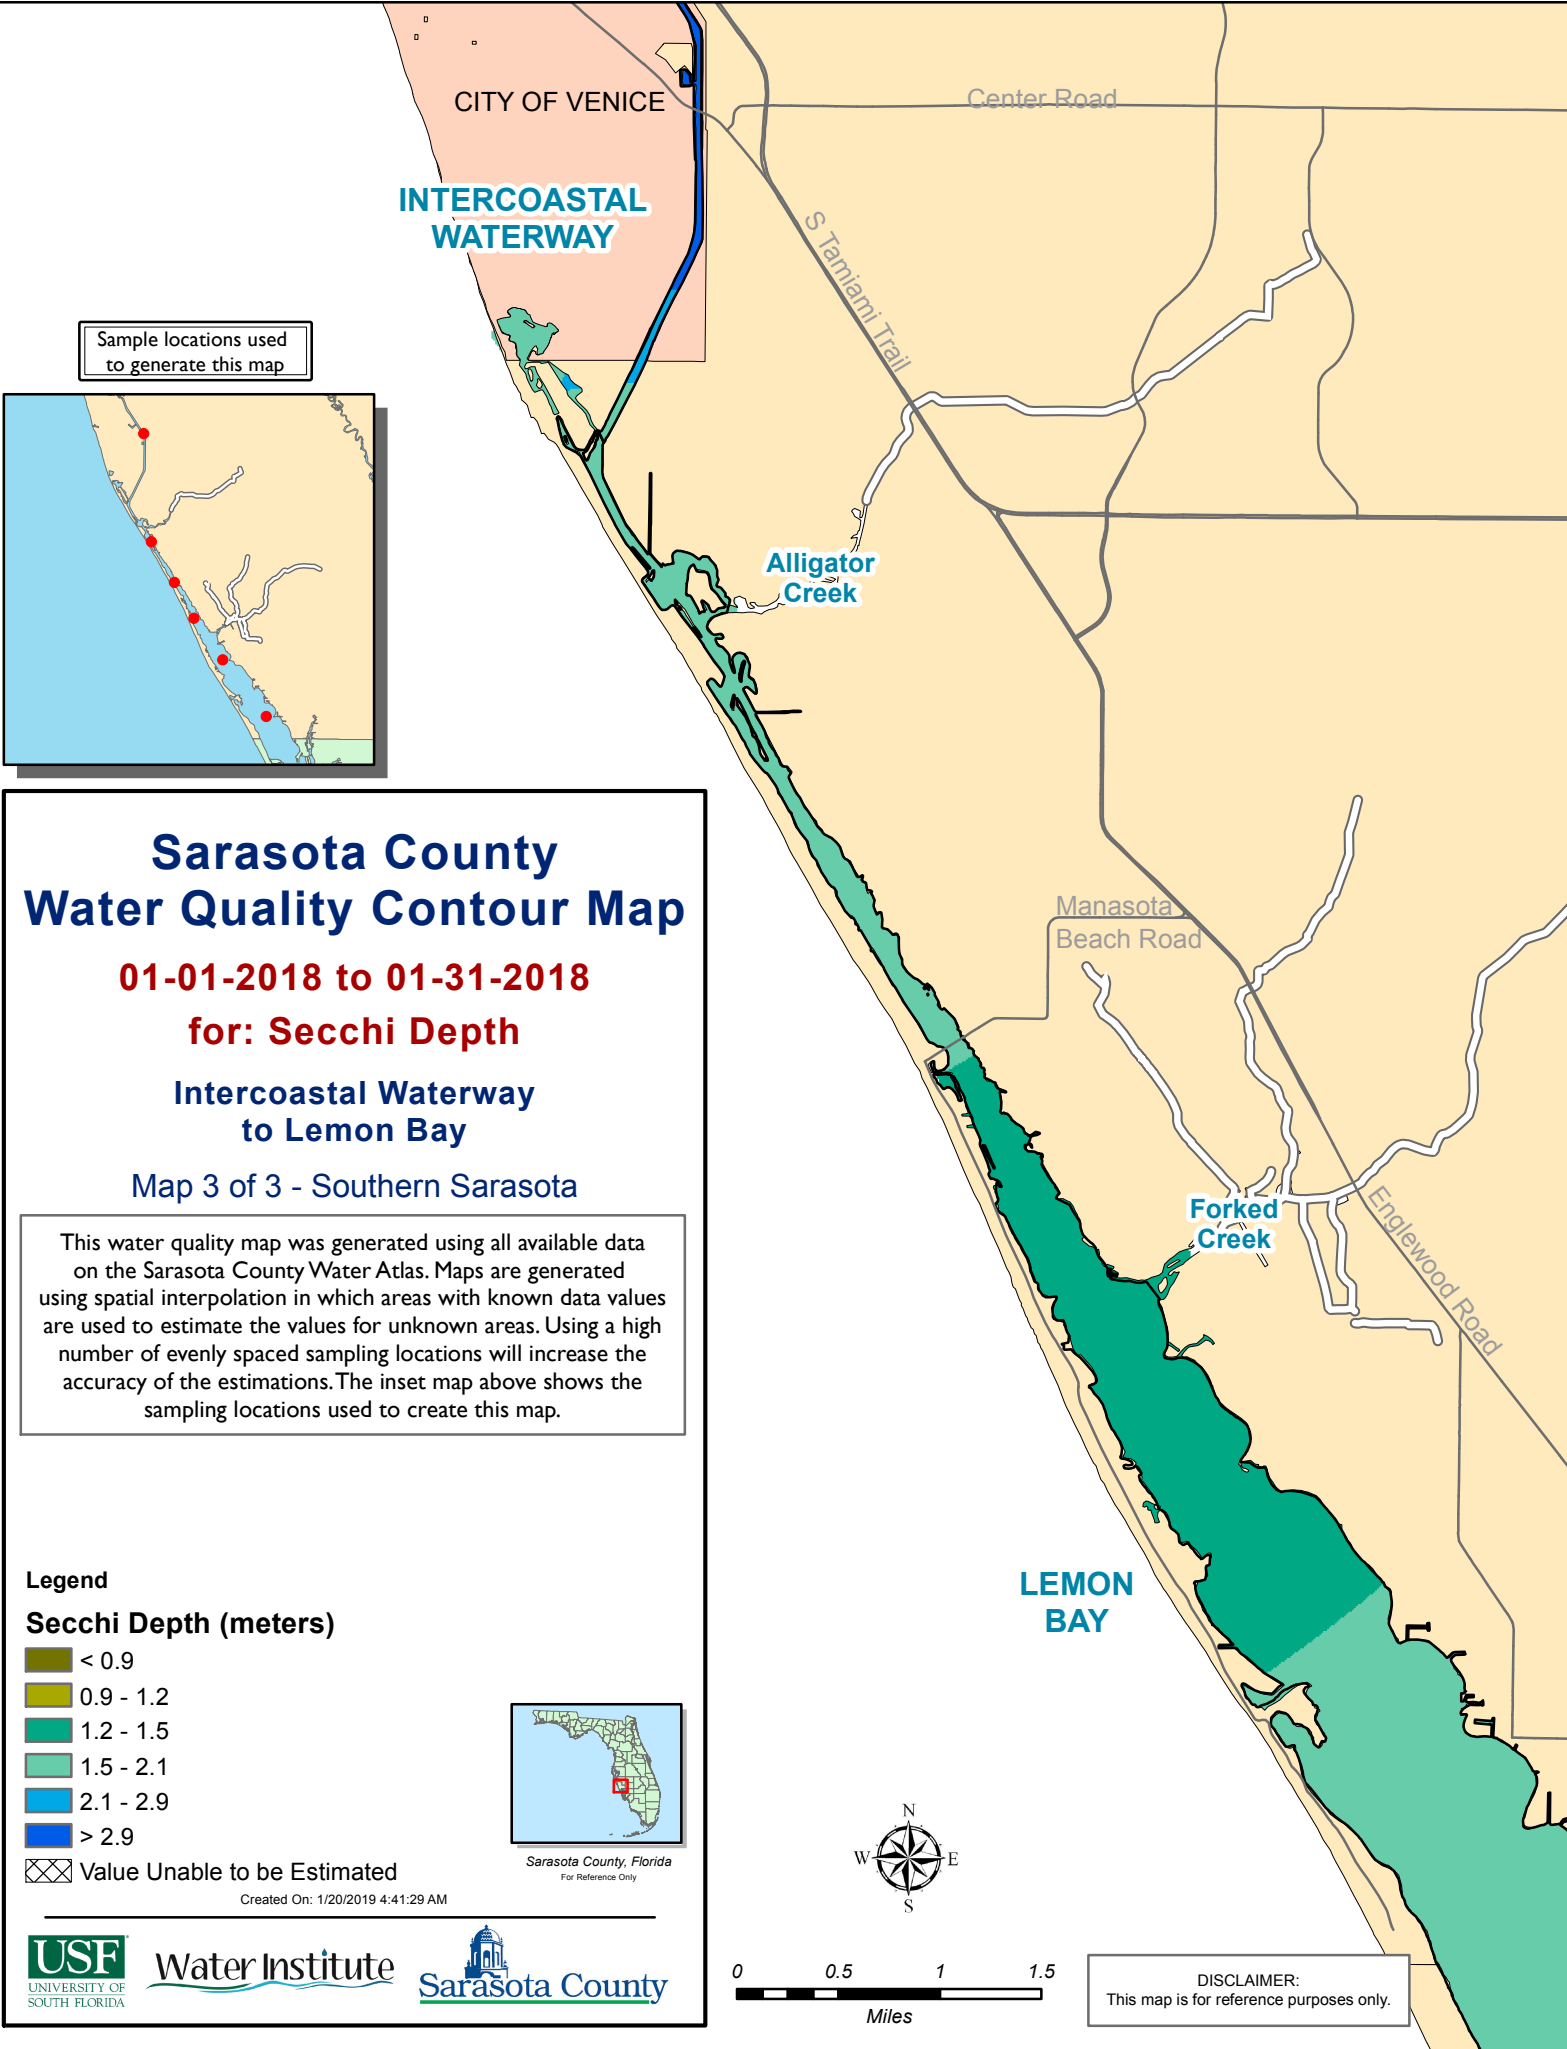 CITY OF VENICE
Center Road
INTERCOASTAL
WATERWAY
S Tamiami Trail
Sample locations used
to generate this map
Alligator
Creek
Sarasota County
Water Quality Contour Map
01-01-2018 to 01-31-2018
for: Secchi Depth
Intercoastal Waterway
to Lemon Bay
Map 3 of 3 - Southern Sarasota
This water quality map was generated using all available data
on the Sarasota County Water Atlas. Maps are generated
using spatial interpolation in which areas with known data values
are used to estimate the values for unknown areas. Using a high
number of evenly spaced sampling locations will increase the
accuracy of the estimations. The inset map above shows the
sampling locations used to create this map.
Manasota
Beach Road
Forked
Creek
Englewood Road
LEMON
BAY
Legend
Secchi Depth (meters)
< 0.9
0.9 - 1.2
1.2 - 1.5
1.5 - 2.1
2.1 - 2.9
> 2.9
Value Unable to be Estimated
Sarasota County, Florida
For Reference Only
Created On: 1/20/2019 4:41:29 AM
USF
UNIVERSITY OF
SOUTH FLORIDA
Water Institute
Sarasota County
N
W E
S
0 0.5 1 1.5
Miles
DISCLAIMER:
This map is for reference purposes only.